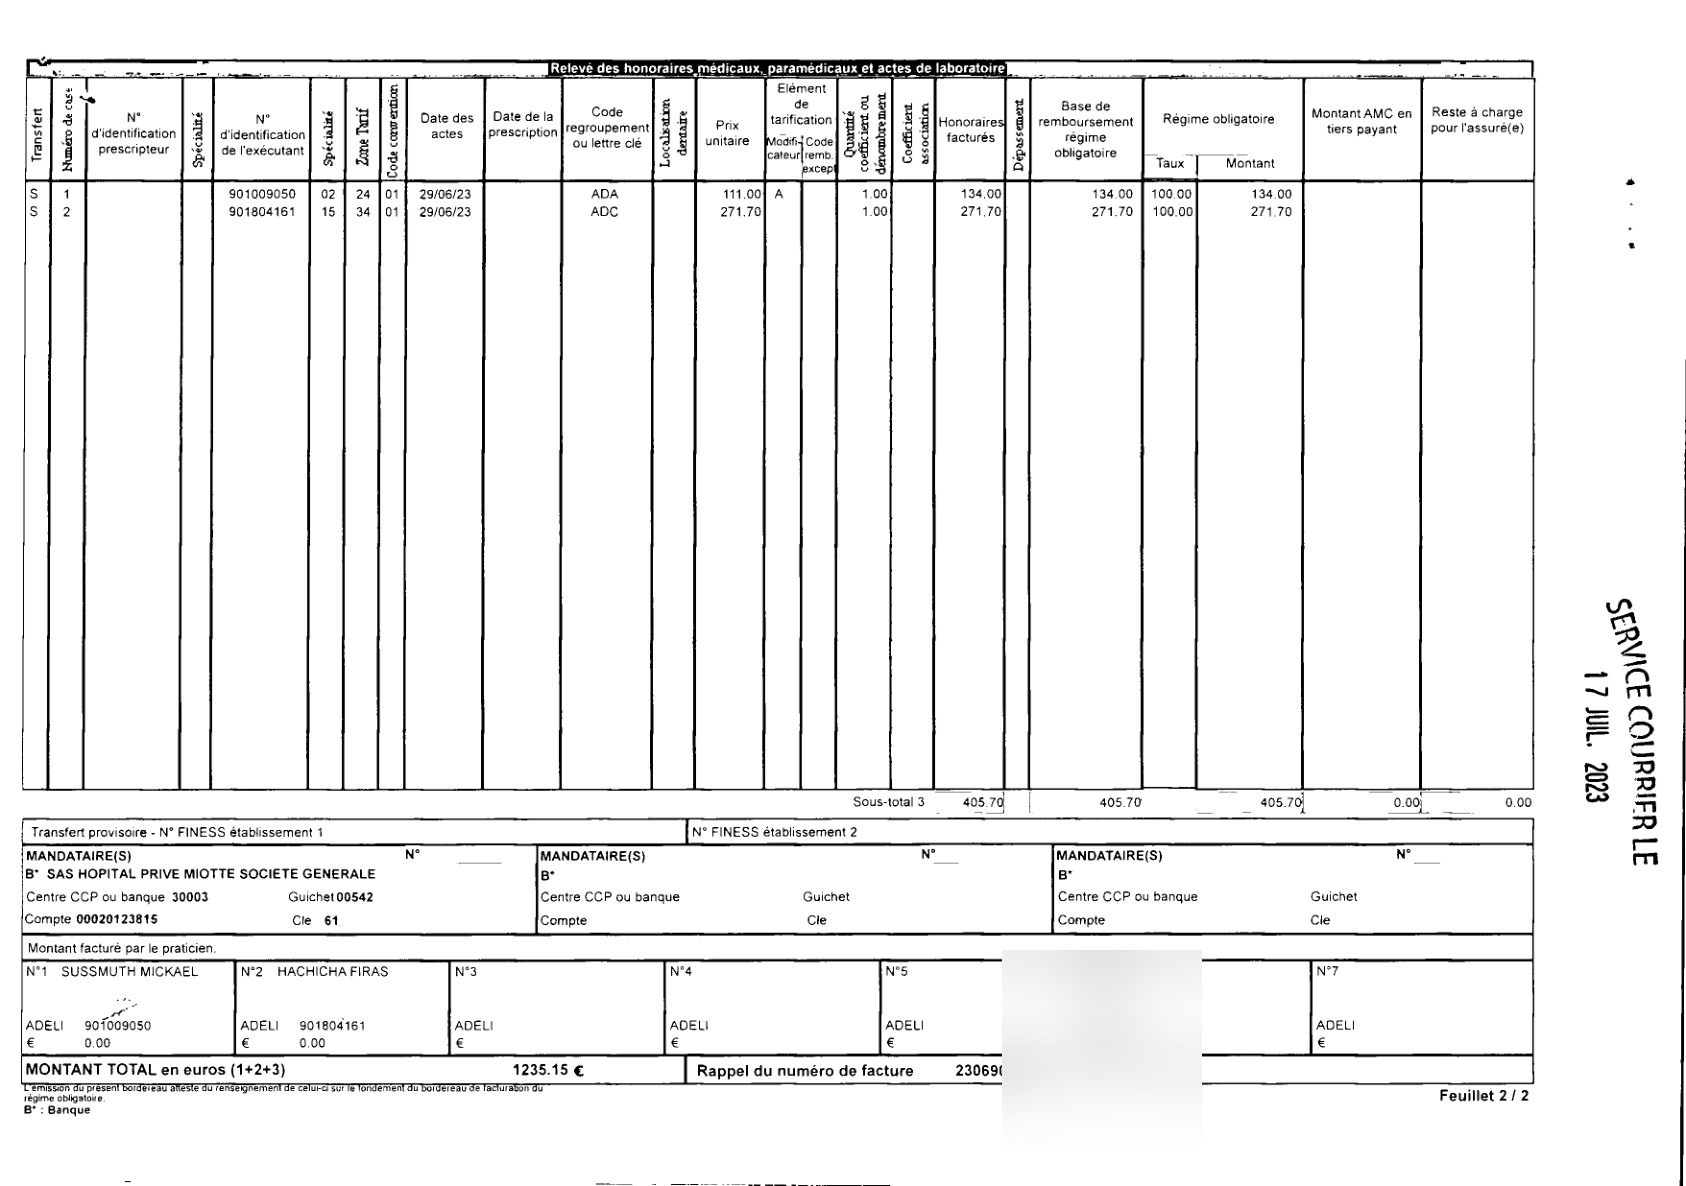 Relevé des honoraires médicaux, paramédicaux et actes de laboratoire
Transfert
Numéro de case
N° d'identification prescripteur
Spécialité
N° d'identification de l'exécutant
Spécialité
Zone Tarif
Code convention
Date des actes
Date de la prescription
Code regroupement ou lettre clé
Localisation dentaire
Prix unitaire
Elément de tarification
Modifi-cateur
Code remb. except
Quantité coefficient ou dénombrement
Coefficient association
Honoraires facturés
Dépassement
Base de remboursement régime obligatoire
Régime obligatoire
Taux
Montant
Montant AMC en tiers payant
Reste à charge pour l'assuré(e)
S 1 901009050 02 24 01 29/06/23 ADA 111.00 A 1.00 134.00 134.00 100.00 134.00
S 2 901804161 15 34 01 29/06/23 ADC 271.70 1.00 271.70 271.70 100.00 271.70
Sous-total 3 405.70 405.70 405.70 0.00 0.00
Transfert provisoire - N° FINESS établissement 1 N° FINESS établissement 2
MANDATAIRE(S) N° MANDATAIRE(S) N° MANDATAIRE(S) N°
B* SAS HOPITAL PRIVE MIOTTE SOCIETE GENERALE B* B*
Centre CCP ou banque 30003 Guichet 00542 Centre CCP ou banque Guichet Centre CCP ou banque Guichet
Compte 00020123815 Cle 61 Compte Cle Compte Cle
Montant facturé par le praticien.
N°1 SUSSMUTH MICKAEL N°2 HACHICHA FIRAS N°3 N°4 N°5 N°7
ADELI 901009050 ADELI 901804161 ADELI ADELI ADELI ADELI
€ 0.00 € 0.00 € € € €
MONTANT TOTAL en euros (1+2+3) 1235.15 € Rappel du numéro de facture 23069
L'émission du présent bordereau atteste du renseignement de celui-ci sur le fondement du bordereau de facturation du
régime obligatoire.
B* : Banque
Feuillet 2 / 2
SERVICE COURRIER LE
17 JUIL. 2023